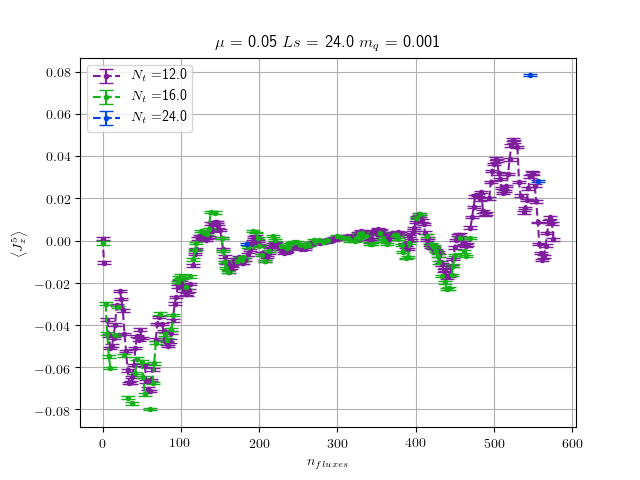 μ = 0.05 Ls = 24.0 m_q = 0.001
N_t =12.0
N_t =16.0
N_t =24.0
⟨J_z^5⟩
0.08
0.06
0.04
0.02
0.00
−0.02
−0.04
−0.06
−0.08
0 100 200 300 400 500 600
n_{fluxes}